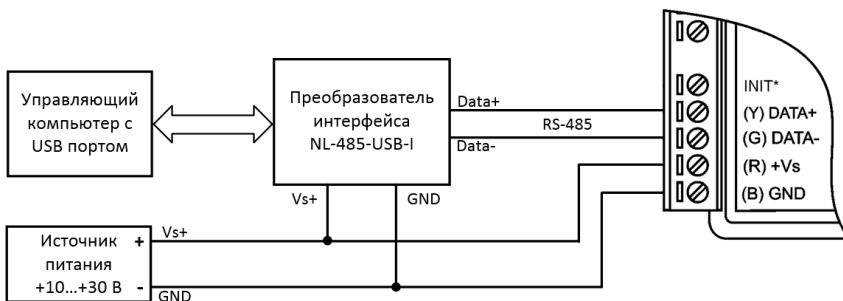 Управляющий
компьютер с
USB портом
Преобразователь
интерфейса
NL-485-USB-I
Data+
RS-485
Data-
INIT*
(Y) DATA+
(G) DATA-
(R) +Vs
(B) GND
Vs+
GND
Источник
питания
+10...+30 В
+
-
Vs+
GND